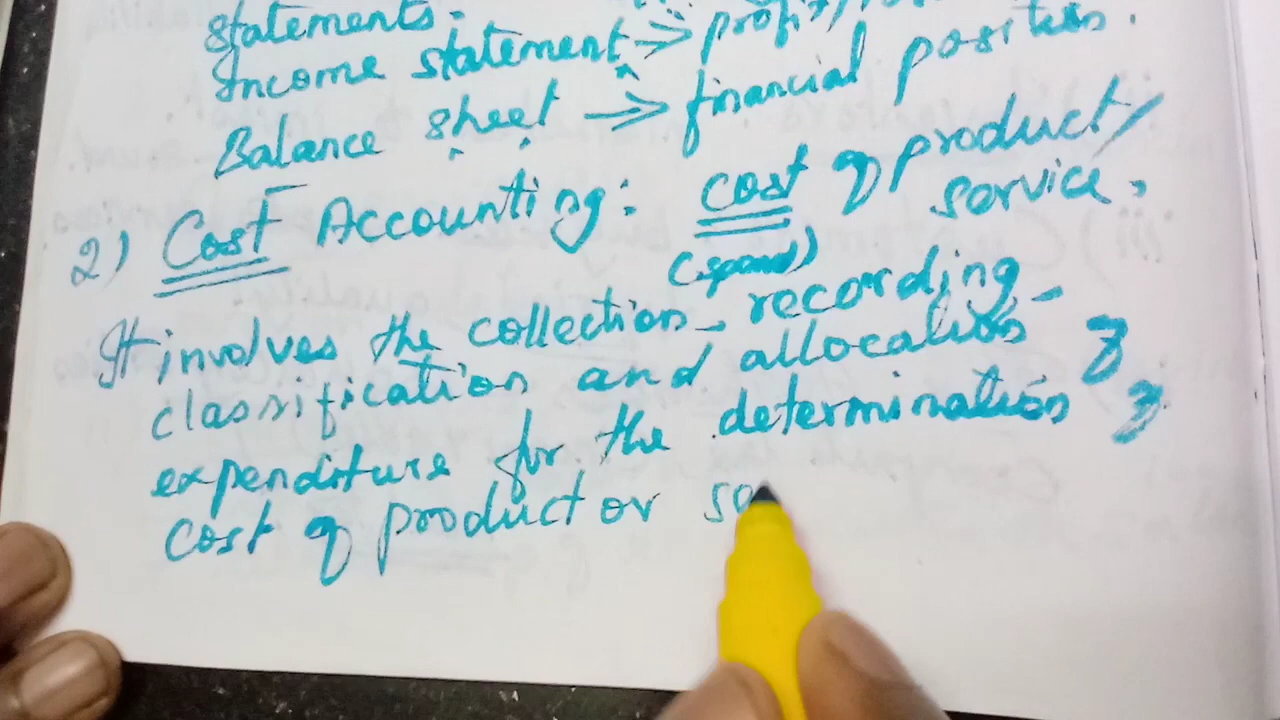 statements.
Income statement → profit/
Balance sheet → financial position.
2) Cost Accounting: cost of product/
service.
(spend)
It involves the collection, recording,
classification and allocation of
expenditure for the determination of
cost of product or se